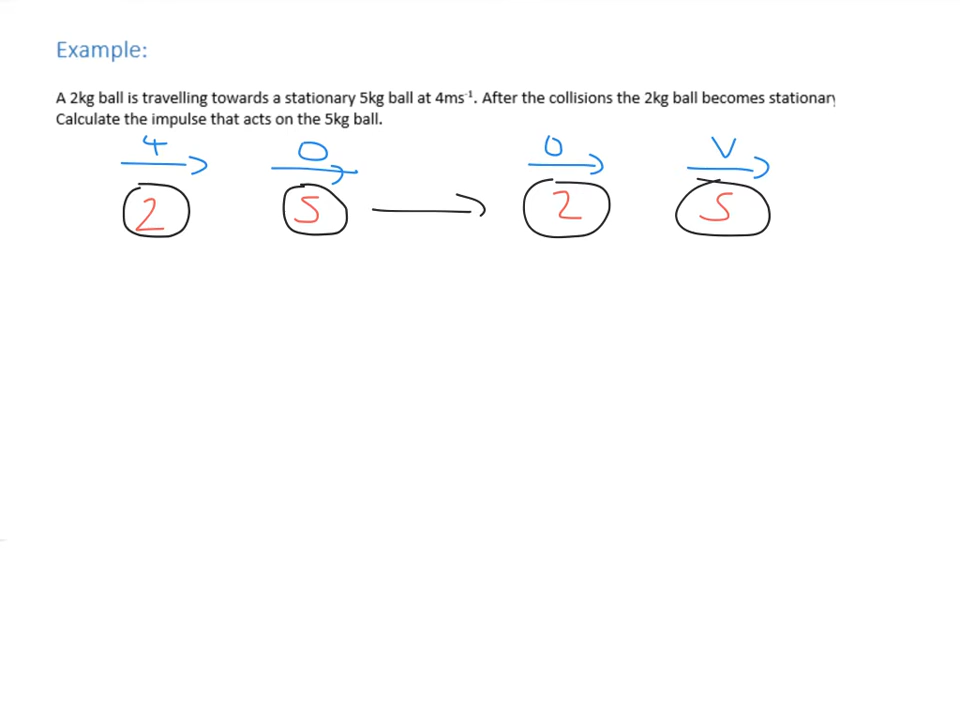 Example:
A 2kg ball is travelling towards a stationary 5kg ball at 4ms⁻¹. After the collisions the 2kg ball becomes stationary
Calculate the impulse that acts on the 5kg ball.
4 0 0 V
2 5 2 5